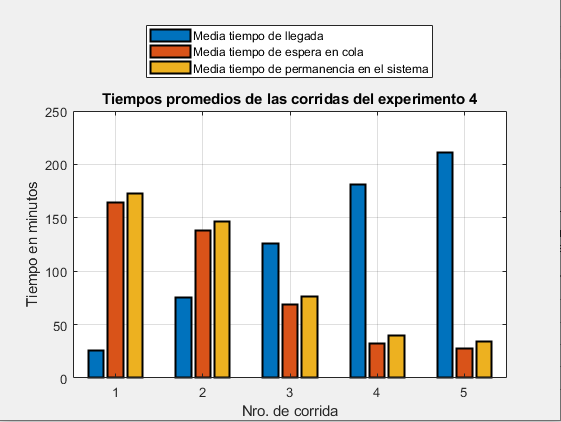 Media tiempo de llegada
Media tiempo de espera en cola
Media tiempo de permanencia en el sistema
Tiempos promedios de las corridas del experimento 4
250
200
150
100
50
0
Tiempo en minutos
1 2 3 4 5
Nro. de corrida